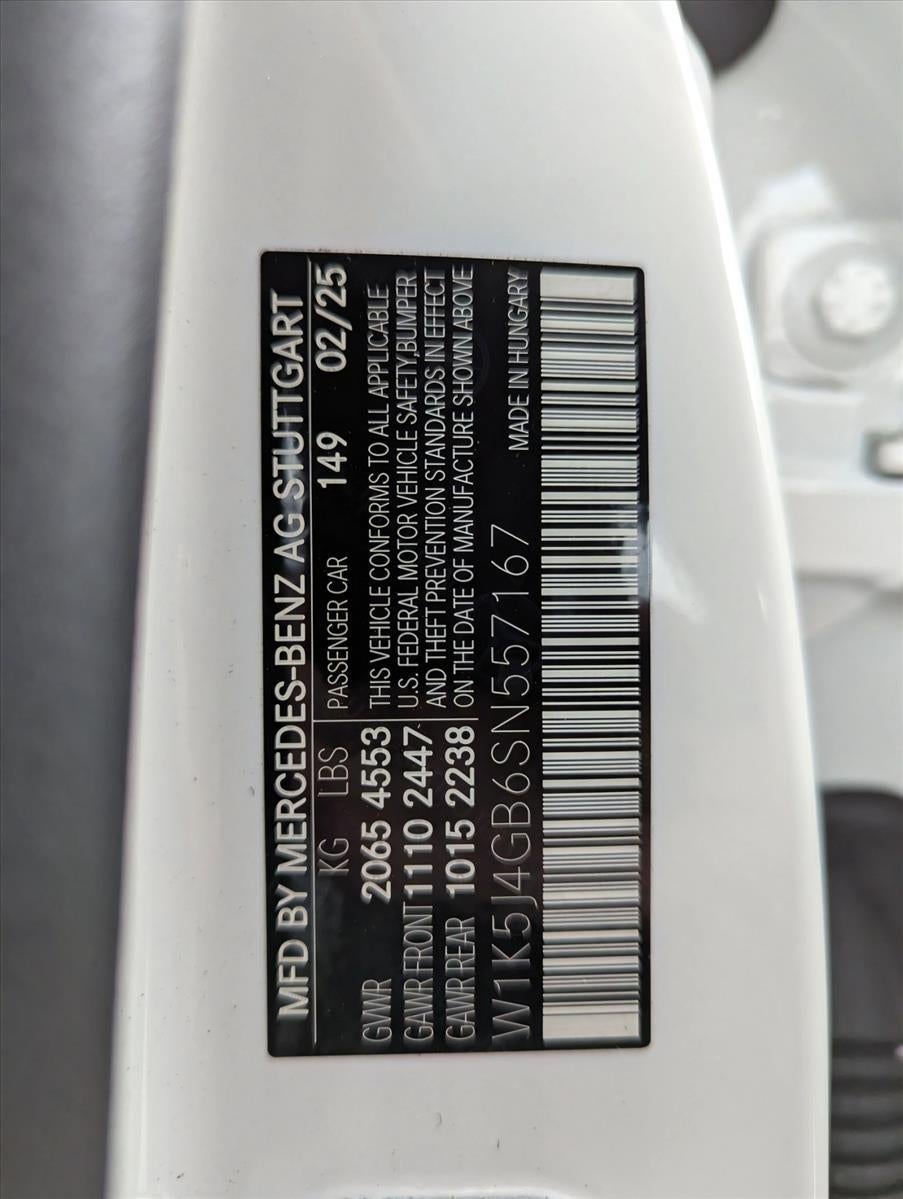 MFD BY MERCEDES-BENZ AG STUTTGART
KG LBS PASSENGER CAR 149 02/25
GVWR 2065 4553 THIS VEHICLE CONFORMS TO ALL APPLICABLE
GAWR FRONT 1110 2447 U.S. FEDERAL MOTOR VEHICLE SAFETY,BUMPER
GAWR REAR 1015 2238 AND THEFT PREVENTION STANDARDS IN EFFECT
ON THE DATE OF MANUFACTURE SHOWN ABOVE
W1K5J4GB6SN557167 MADE IN HUNGARY